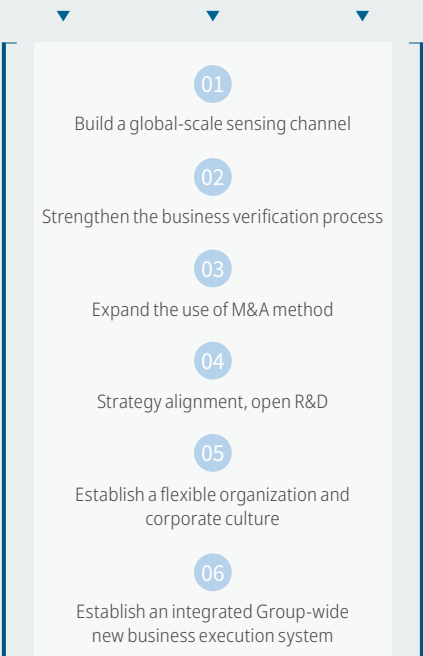 01
Build a global-scale sensing channel
02
Strengthen the business verification process
03
Expand the use of M&A method
04
Strategy alignment, open R&D
05
Establish a flexible organization and
corporate culture
06
Establish an integrated Group-wide
new business execution system